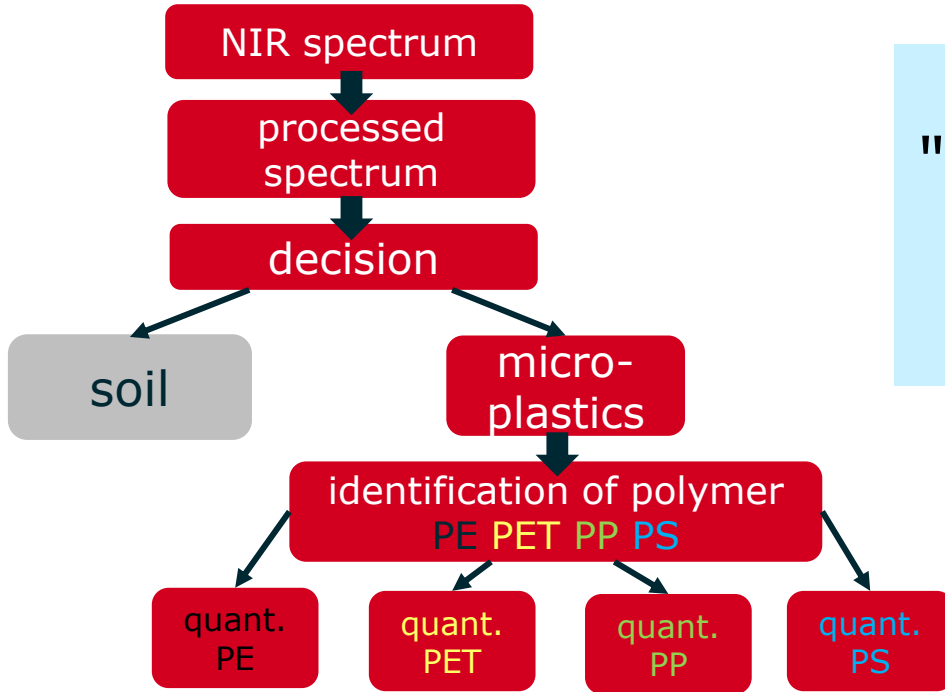 NIR spectrum
processed
spectrum
"
decision
soil
micro-
plastics
identification of polymer
PE PET PP PS
quant.
PE
quant.
PET
quant.
PP
quant.
PS